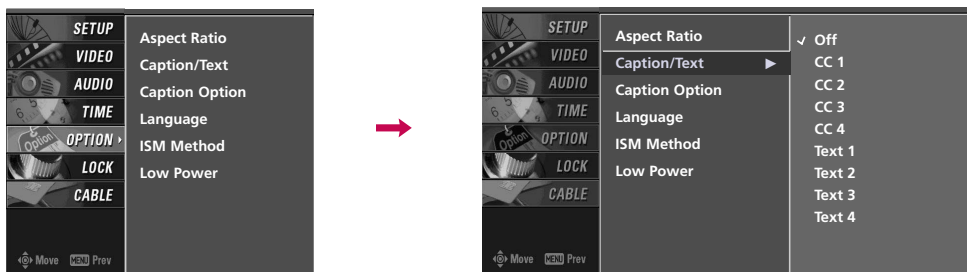 SETUP
VIDEO
AUDIO
TIME
OPTION
LOCK
CABLE
Move MENU Prev
Aspect Ratio
Caption/Text
Caption Option
Language
ISM Method
Low Power
SETUP
VIDEO
AUDIO
TIME
OPTION
LOCK
CABLE
Move MENU Prev
Aspect Ratio
Caption/Text
Caption Option
Language
ISM Method
Low Power
Off
CC 1
CC 2
CC 3
CC 4
Text 1
Text 2
Text 3
Text 4